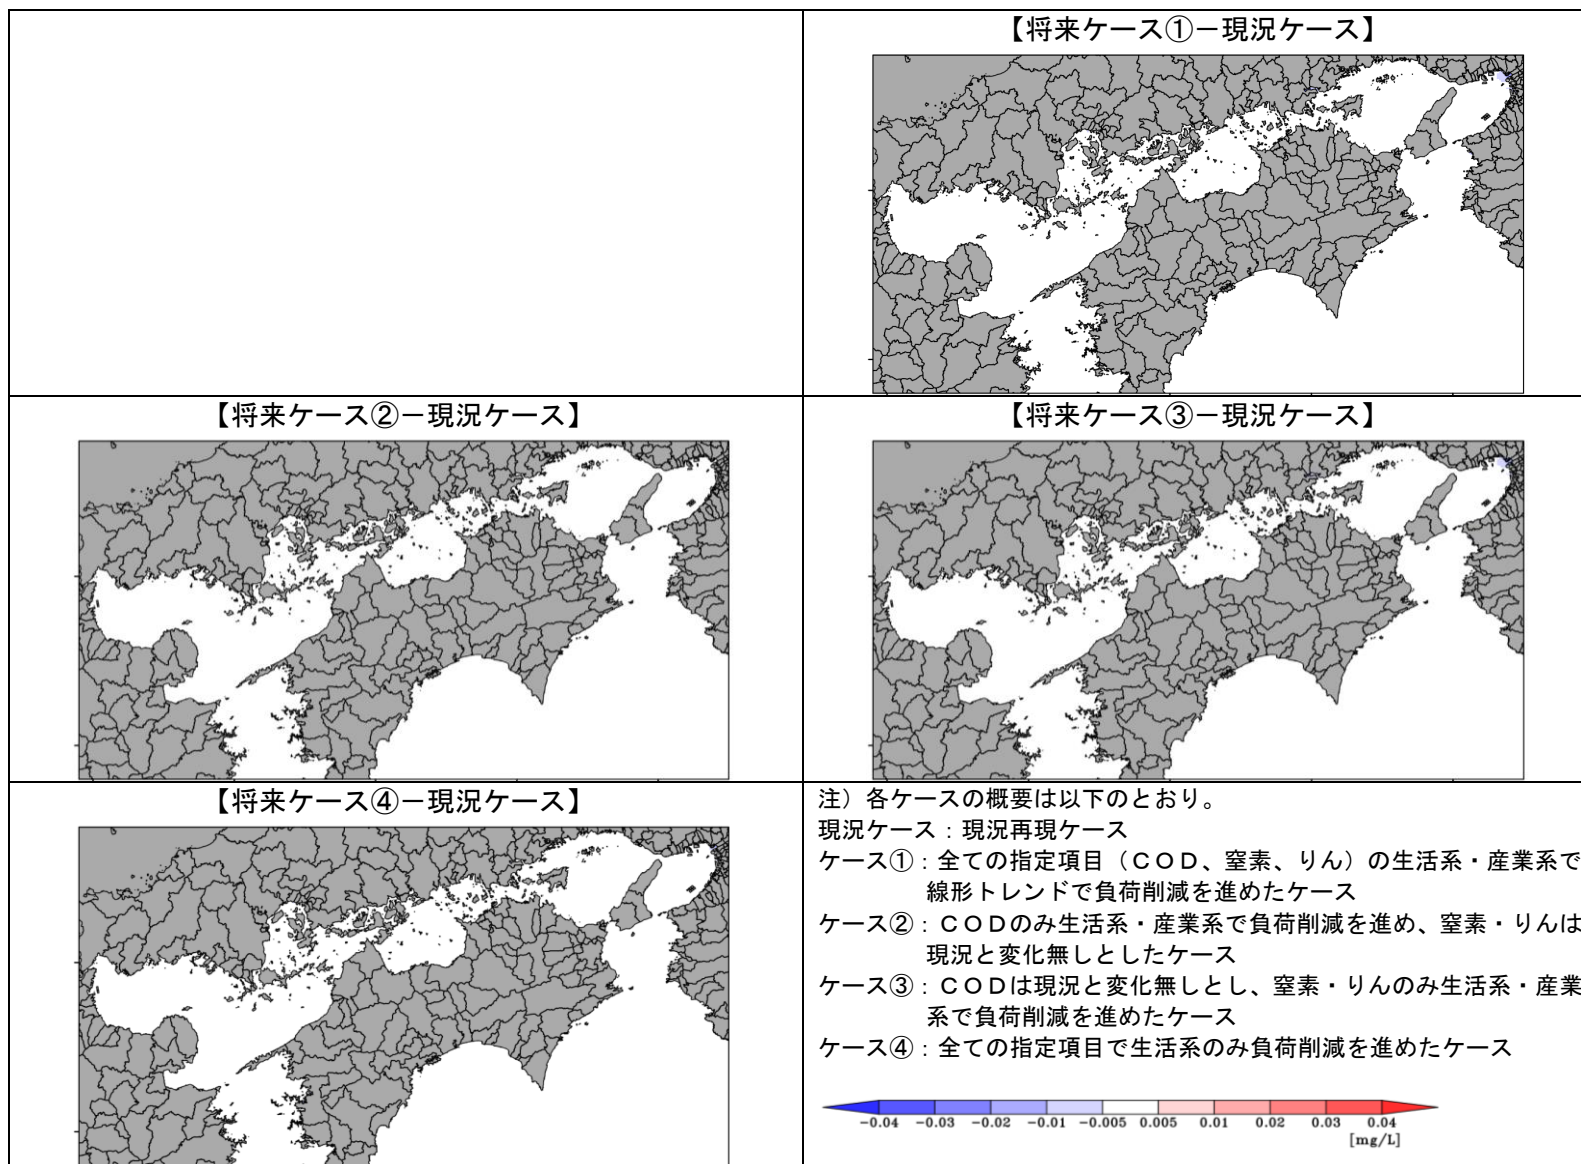 【将来ケース①－現況ケース】
【将来ケース②－現況ケース】
【将来ケース③－現況ケース】
【将来ケース④－現況ケース】
注）各ケースの概要は以下のとおり。
現況ケース：現況再現ケース
ケース①：全ての指定項目（ＣＯＤ、窒素、りん）の生活系・産業系で
線形トレンドで負荷削減を進めたケース
ケース②：ＣＯＤのみ生活系・産業系で負荷削減を進め、窒素・りんは
現況と変化無しとしたケース
ケース③：ＣＯＤは現況と変化無しとし、窒素・りんのみ生活系・産業
系で負荷削減を進めたケース
ケース④：全ての指定項目で生活系のみ負荷削減を進めたケース
-0.04 -0.03 -0.02 -0.01 -0.005 0.005 0.01 0.02 0.03 0.04
[mg/L]